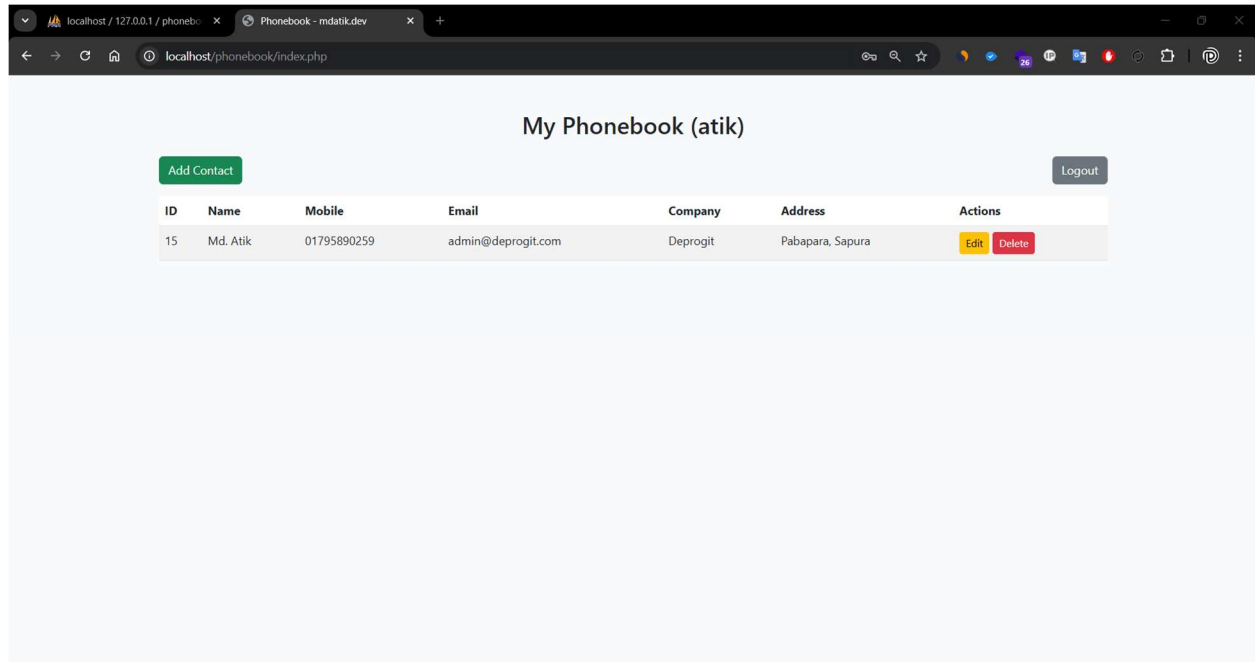 localhost / 127.0.0.1 / phonebo
Phonebook - mdatik.dev
localhost/phonebook/index.php
26
My Phonebook (atik)
Add Contact
Logout
ID Name Mobile Email Company Address Actions
15 Md. Atik 01795890259 admin@deprogit.com Deprogit Pabapara, Sapura Edit Delete